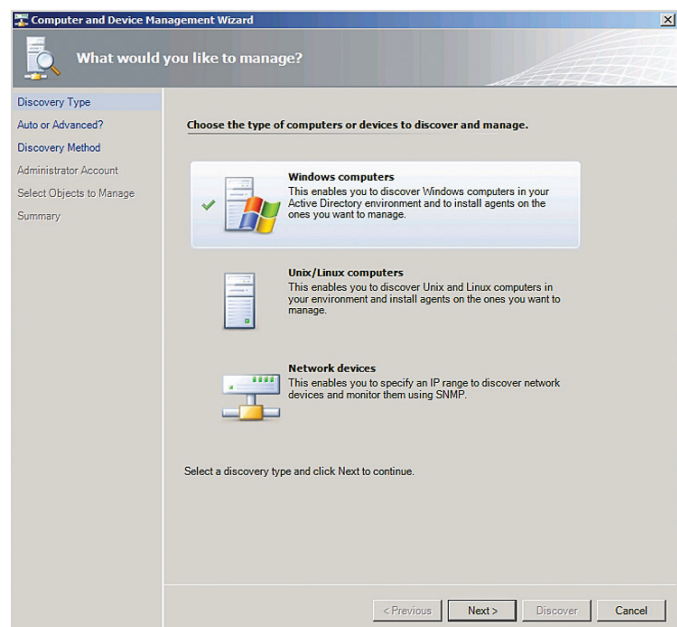 Computer and Device Management Wizard
What would you like to manage?
Discovery Type
Auto or Advanced?
Discovery Method
Administrator Account
Select Objects to Manage
Summary
Choose the type of computers or devices to discover and manage.
Windows computers
This enables you to discover Windows computers in your
Active Directory environment and to install agents on the
ones you want to manage.
Unix/Linux computers
This enables you to discover Unix and Linux computers in
your environment and install agents on the ones you want to
manage.
Network devices
This enables you to specify an IP range to discover network
devices and monitor them using SNMP.
Select a discovery type and click Next to continue.
< Previous
Next >
Discover
Cancel